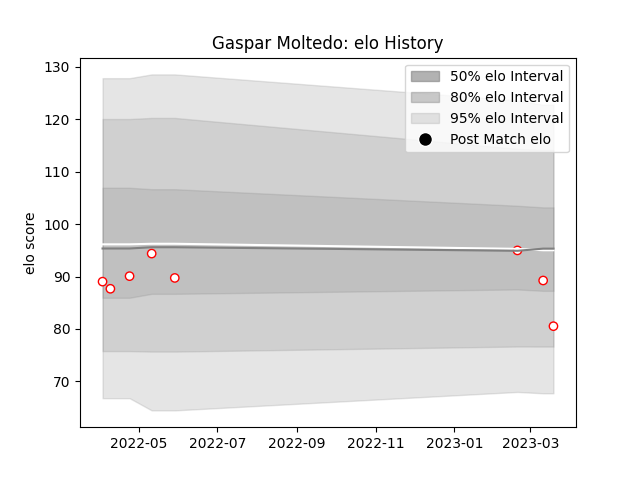 Gaspar Moltedo: elo History
130
120
110
100
90
80
70
elo score
50% elo Interval
80% elo Interval
95% elo Interval
Post Match elo
2022-05
2022-07
2022-09
2022-11
2023-01
2023-03